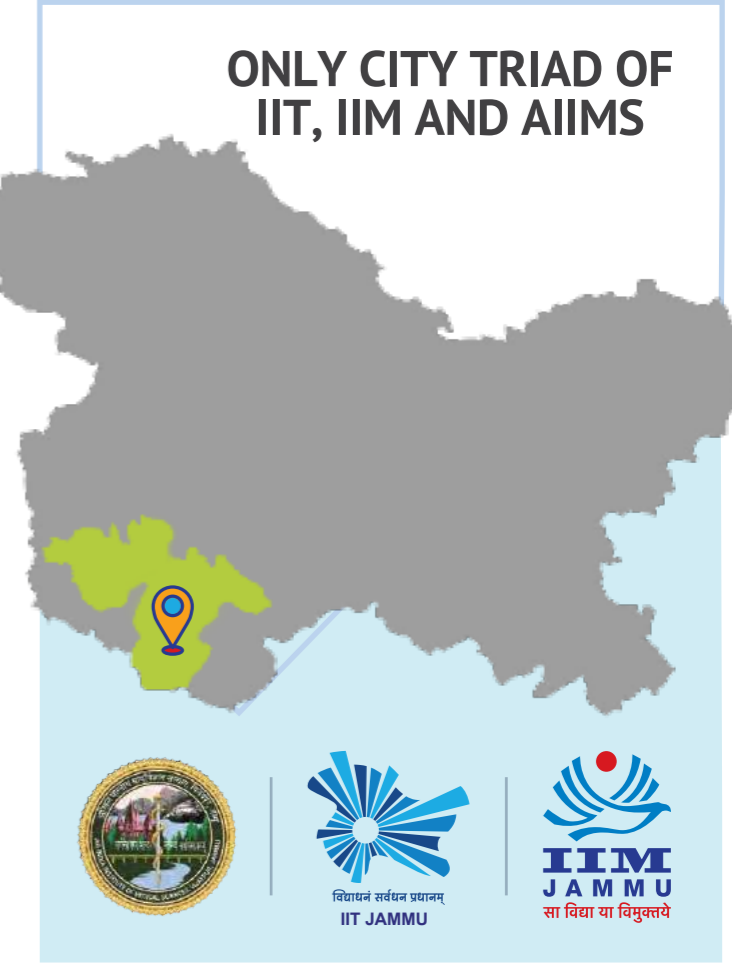 ONLY CITY TRIAD OF
IIT, IIM AND AIIMS
विद्याधनं सर्वधन प्रधानम्
IIT JAMMU
IIM
JAMMU
सा विद्या या विमुक्तये